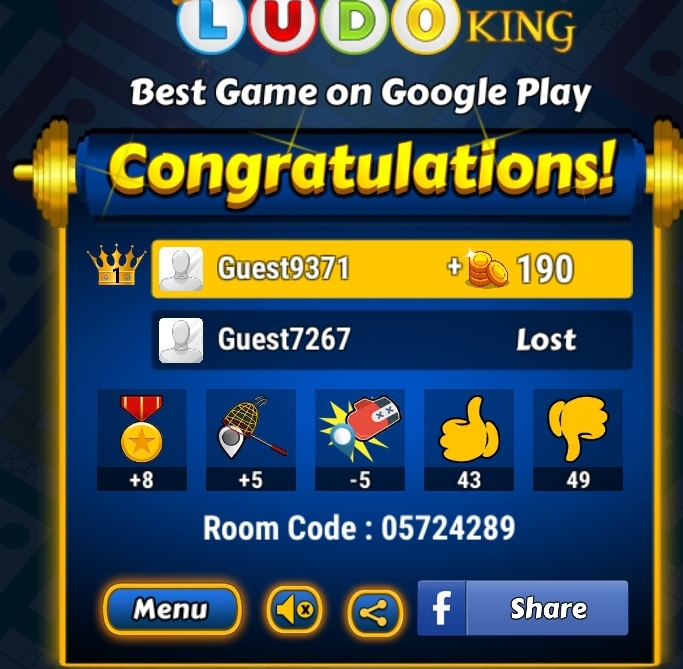 LUDO KING
Best Game on Google Play
Congratulations!
1 Guest9371 + 190
Guest7267 Lost
+8 +5 -5 43 49
Room Code : 05724289
Menu f Share